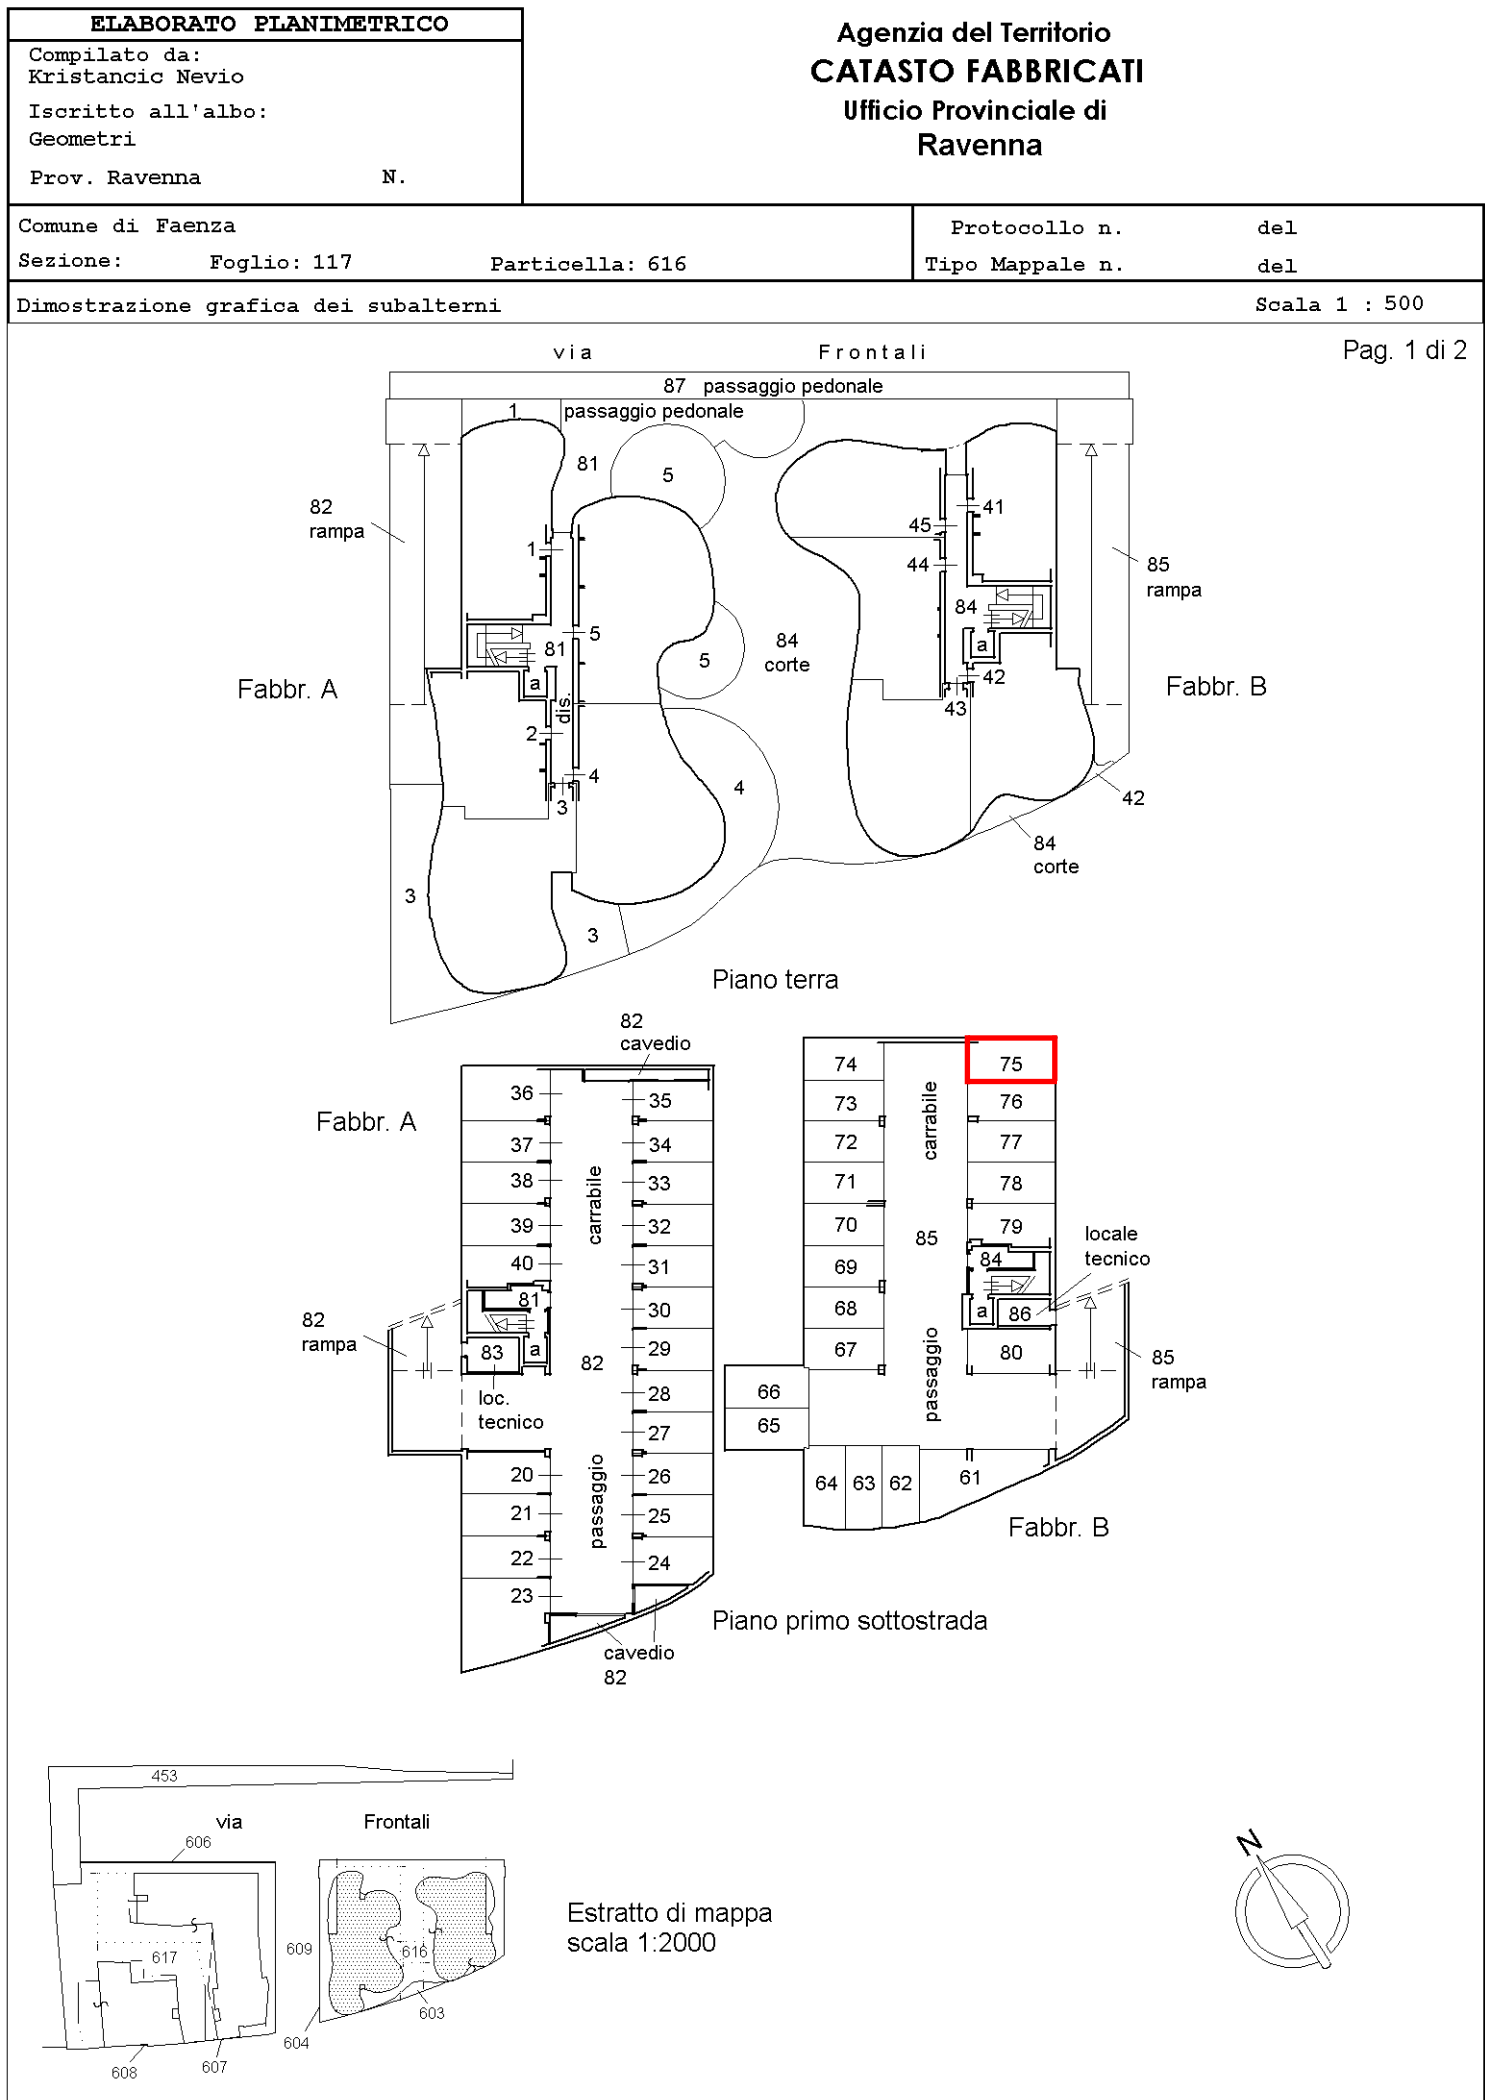 ELABORATO PLANIMETRICO
Compilato da:
Kristancic Nevio
Iscritto all'albo:
Geometri
Prov. Ravenna N.
Agenzia del Territorio
CATASTO FABBRICATI
Ufficio Provinciale di
Ravenna
Comune di Faenza
Sezione: Foglio: 117 Particella: 616
Protocollo n. del
Tipo Mappale n. del
Dimostrazione grafica dei subalterni
Scala 1 : 500
Pag. 1 di 2
via Frontali
87 passaggio pedonale
1 passaggio pedonale
81
5
82
rampa
1
5
81
a
dis.
5
Fabbr. A
2
4
3
4
3
3
41
45
44
85
rampa
84
a
84
corte
42
43
Fabbr. B
42
84
corte
Piano terra
82
cavedio
Fabbr. A
36
35
37
34
38
33
carrabile
39
32
40
31
81
30
82
rampa
83
a
82
29
loc.
tecnico
28
27
20
26
passaggio
21
25
22
24
23
cavedio
82
74
75
73
carrabile
76
72
77
71
78
70
85
79
locale
tecnico
69
84
68
a
86
67
passaggio
80
85
rampa
66
65
64
63
62
61
Fabbr. B
Piano primo sottostrada
453
via Frontali
606
617
609
616
603
604
607
608
Estratto di mappa
scala 1:2000
N